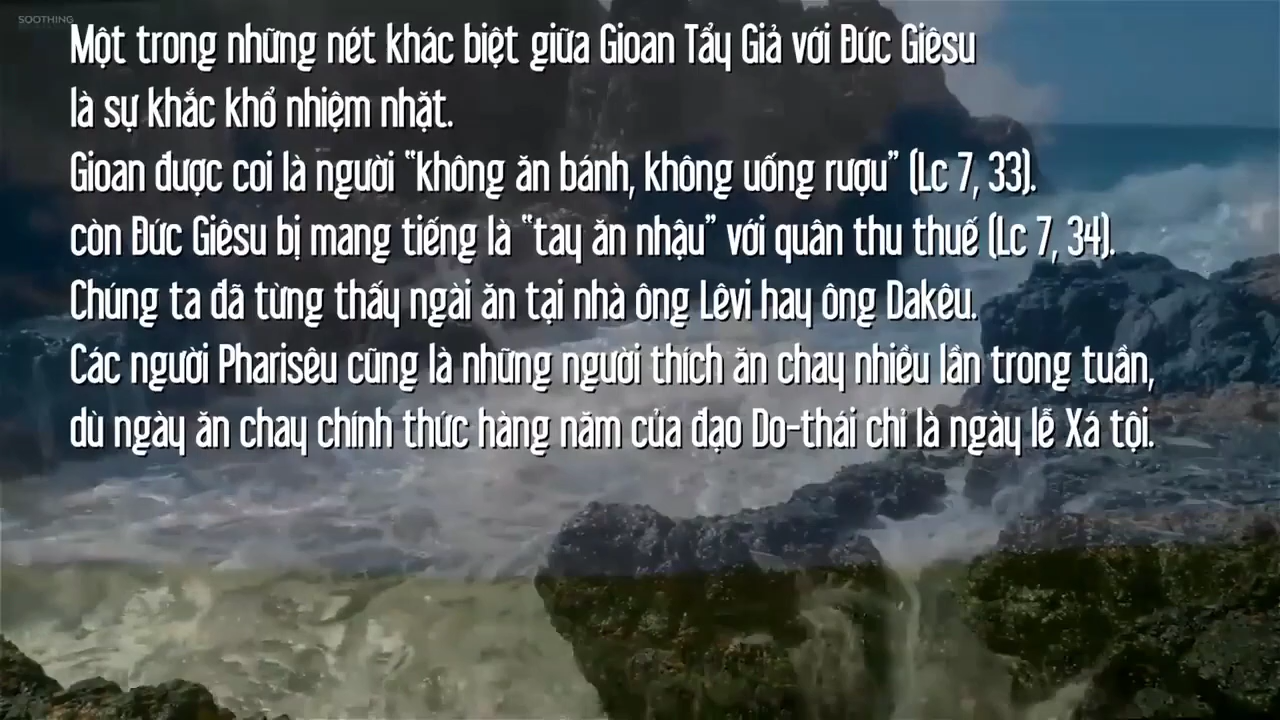 SOOTHING
Một trong những nét khác biệt giữa Gioan Tẩy Giả với Đức Giêsu
là sự khắc khổ nhiệm nhặt.
Gioan được coi là người “không ăn bánh, không uống rượu” (Lc 7, 33).
còn Đức Giêsu bị mang tiếng là “tay ăn nhậu” với quân thu thuế (Lc 7, 34).
Chúng ta đã từng thấy ngài ăn tại nhà ông Lêvi hay ông Dakêu.
Các người Pharisêu cũng là những người thích ăn chay nhiều lần trong tuần,
dù ngày ăn chay chính thức hàng năm của đạo Do-thái chỉ là ngày lễ Xá tội.